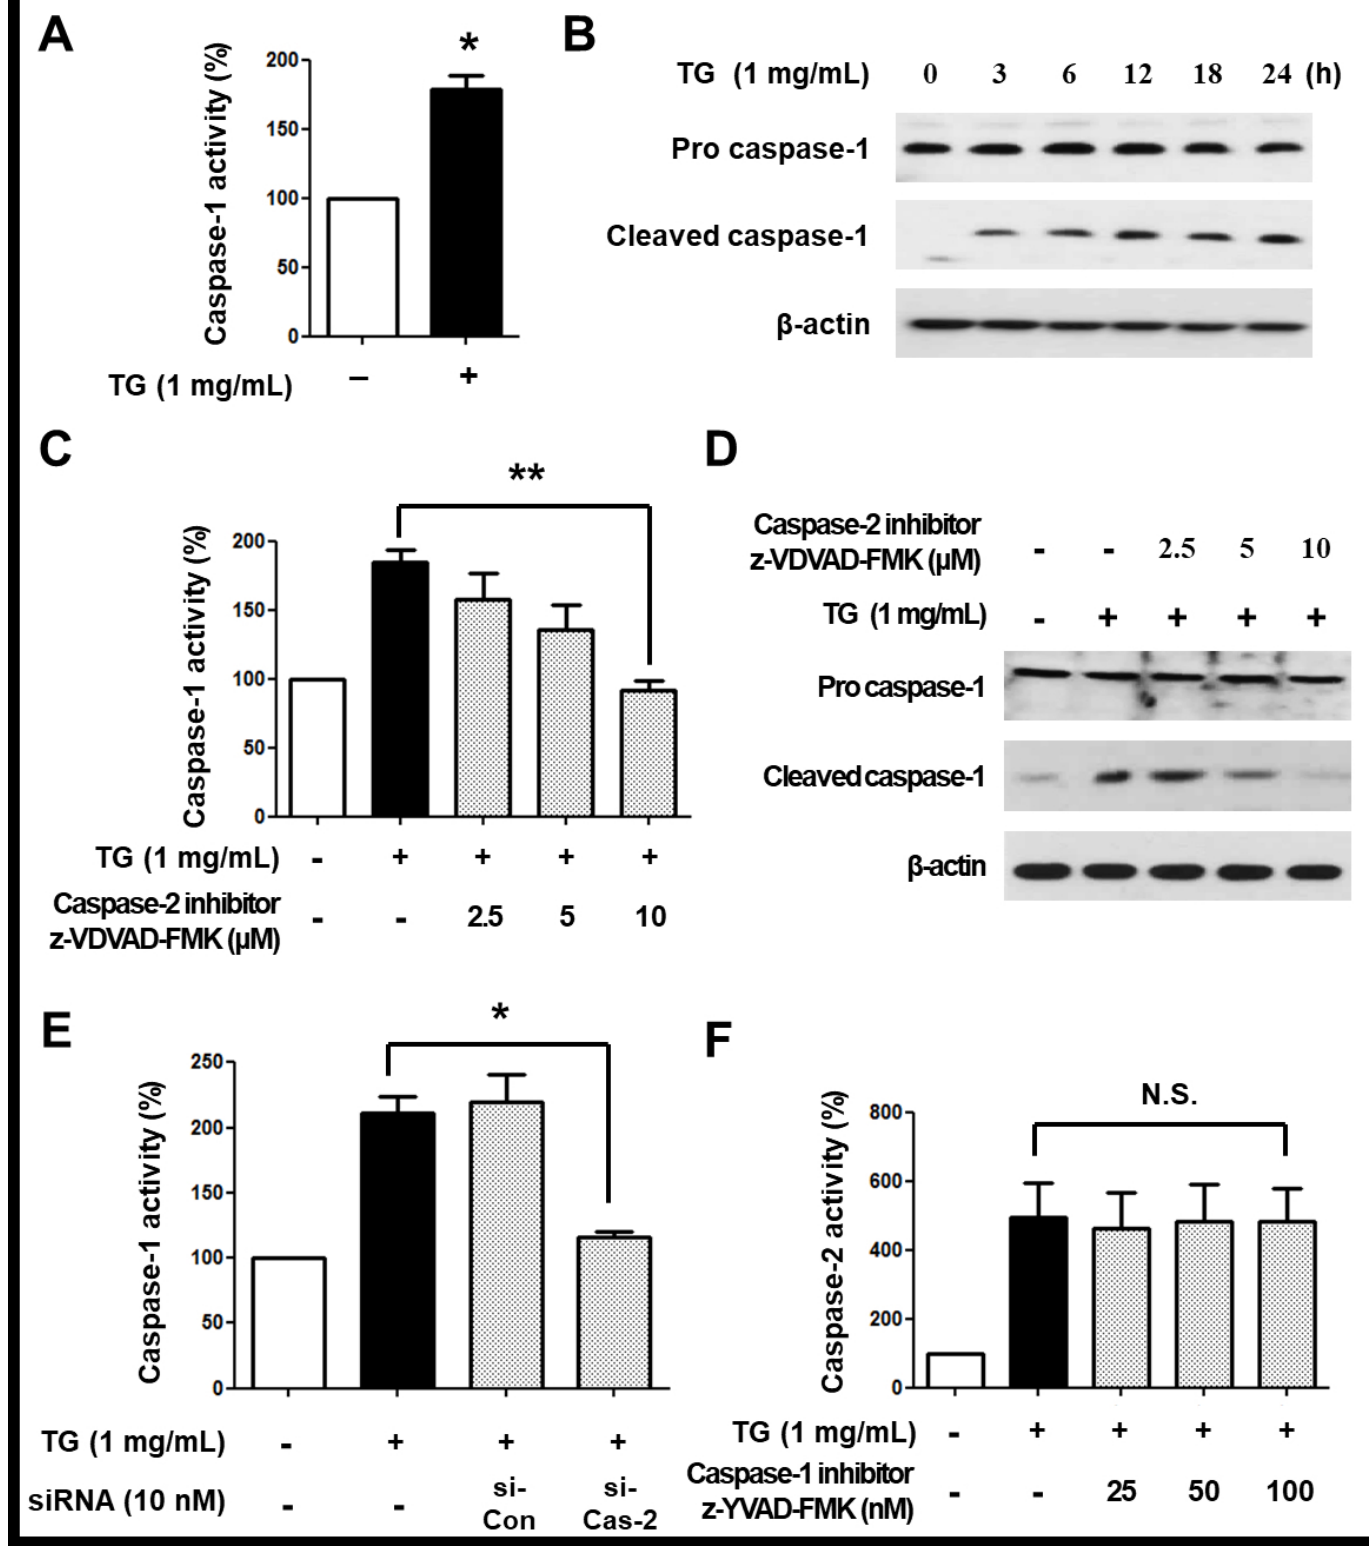 A
Caspase-1 activity (%)
200
150
100
50
0
*
TG (1 mg/mL)
–
+
B
TG (1 mg/mL) 0 3 6 12 18 24 (h)
Pro caspase-1
Cleaved caspase-1
β-actin
C
Caspase-1 activity (%)
200
150
100
50
0
**
TG (1 mg/mL) - + + + +
Caspase-2 inhibitor
z-VDVAD-FMK (μM) - - 2.5 5 10
D
Caspase-2 inhibitor
z-VDVAD-FMK (μM) - - 2.5 5 10
TG (1 mg/mL) - + + + +
Pro caspase-1
Cleaved caspase-1
β-actin
E
Caspase-1 activity (%)
250
200
150
100
50
0
*
TG (1 mg/mL) - + + +
siRNA (10 nM) - - si-Con si-Cas-2
F
Caspase-2 activity (%)
800
600
400
200
0
N.S.
TG (1 mg/mL) - + + + +
Caspase-1 inhibitor
z-YVAD-FMK (nM) - - 25 50 100